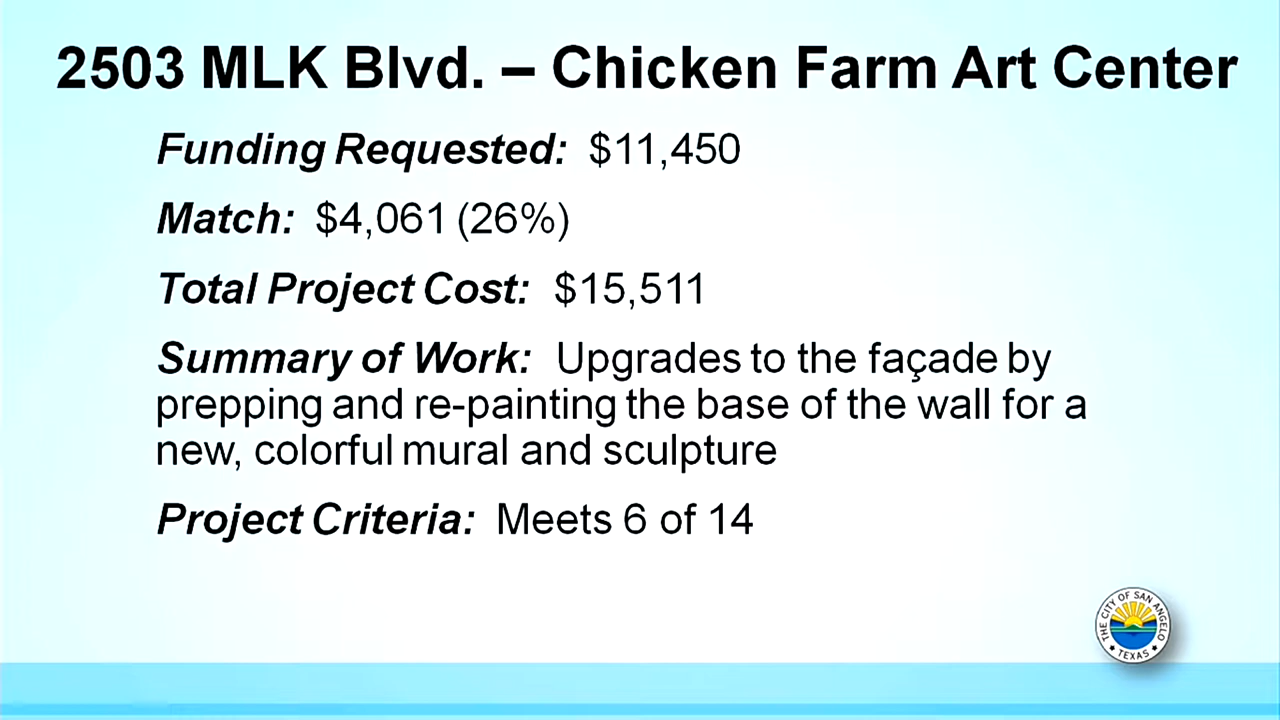 2503 MLK Blvd. – Chicken Farm Art Center
Funding Requested: $11,450
Match: $4,061 (26%)
Total Project Cost: $15,511
Summary of Work: Upgrades to the façade by
prepping and re-painting the base of the wall for a
new, colorful mural and sculpture
Project Criteria: Meets 6 of 14
THE CITY OF SAN ANGELO
TEXAS